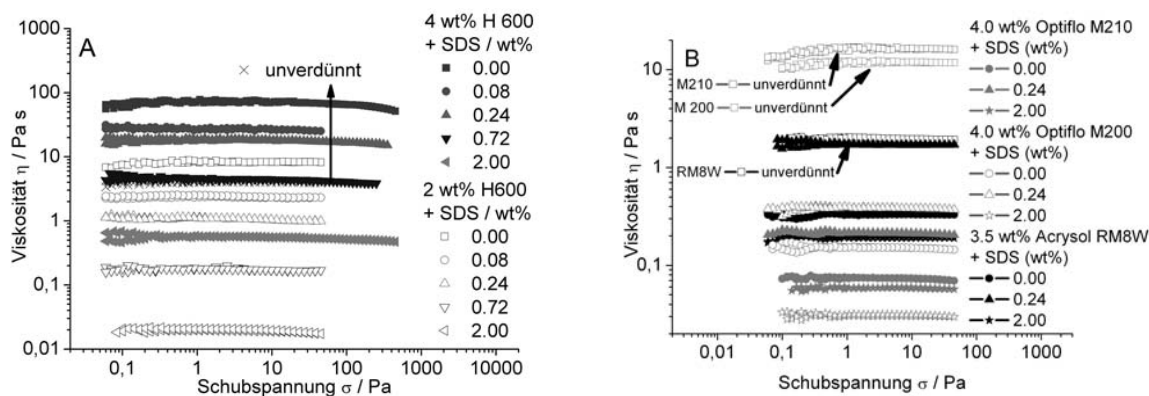 A
1000
100
10
1
0,1
0,01
Viskosität η / Pa s
0,1
1
10
100
1000
10000
Schubspannung σ / Pa
unverdünnt
4 wt% H 600
+ SDS / wt%
0.00
0.08
0.24
0.72
2.00
2 wt% H600
+ SDS / wt%
0.00
0.08
0.24
0.72
2.00
B
10
1
0,1
Viskosität η / Pa s
0,01
0,1
1
10
100
1000
Schubspannung σ / Pa
M210 unverdünnt
M 200 unverdünnt
RM8W unverdünnt
4.0 wt% Optiflo M210
+ SDS (wt%)
0.00
0.24
2.00
4.0 wt% Optiflo M200
+ SDS (wt%)
0.00
0.24
2.00
3.5 wt% Acrysol RM8W
+ SDS (wt%)
0.00
0.24
2.00